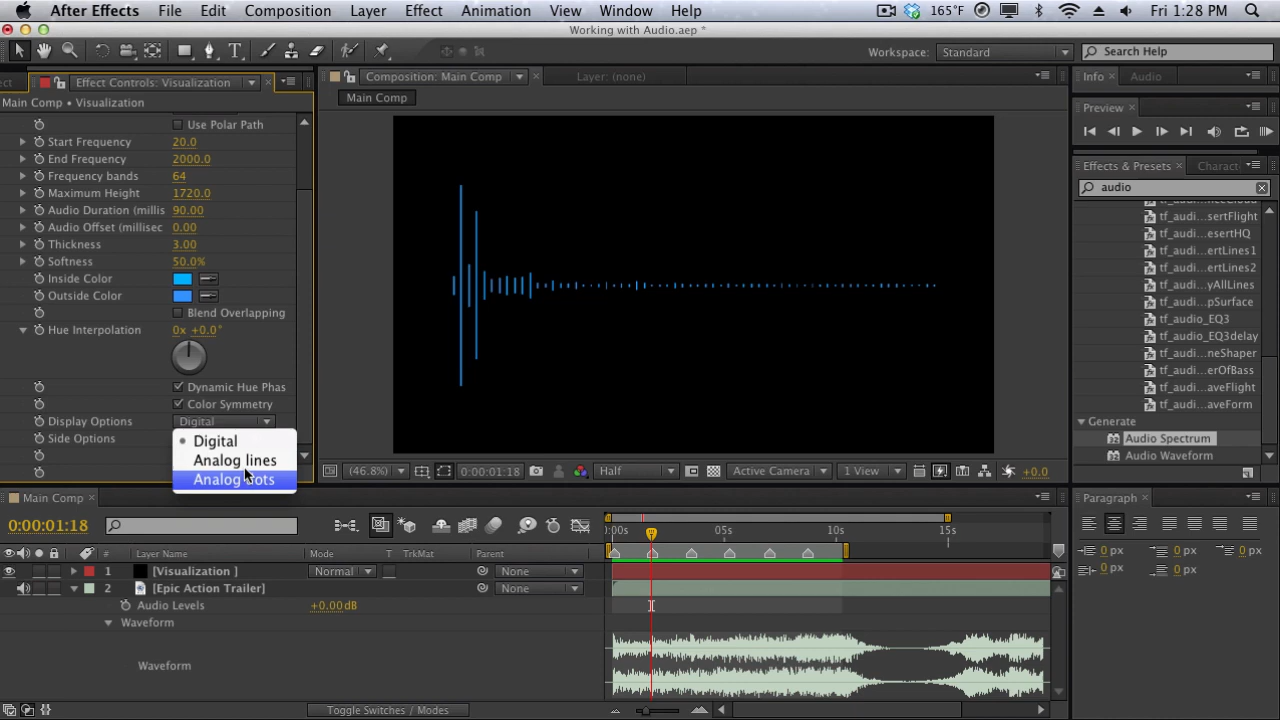 After Effects File Edit Composition Layer Effect Animation View Window Help 165°F Fri 1:28 PM
Working with Audio.aep *
Workspace: Standard Search Help
Effect Controls: Visualization Composition: Main Comp Layer: (none) Info Audio
Main Comp • Visualization Main Comp Preview
Use Polar Path
Start Frequency 20.0
End Frequency 2000.0
Frequency bands 64
Maximum Height 1720.0
Audio Duration (millis 90.00
Audio Offset (millisec 0.00
Thickness 3.00
Softness 50.0%
Inside Color
Outside Color
Blend Overlapping
Hue Interpolation 0x +0.0°
Dynamic Hue Phas
Color Symmetry
Display Options Digital
Side Options
Digital
Analog lines
Analog dots
Effects & Presets Charact
audio
tf_audi...sertFlight
tf_audi...esertHQ
tf_audi...ertLines1
tf_audi...ertLines2
tf_audi...yAllLines
tf_audi...pSurface
tf_audio_EQ3
tf_audio_EQ3delay
tf_audi...neShaper
tf_audi...erOfBass
tf_audi...aveFlight
tf_audi...aveForm
Generate
Audio Spectrum
Audio Waveform
(46.8%) 0:00:01:18 Half Active Camera 1 View +0.0
Main Comp
0:00:01:18
0:00s 05s 10s 15s
Layer Name Mode T TrkMat Parent
1 [Visualization ] Normal None
2 [Epic Action Trailer] None
Audio Levels +0.00dB
Waveform
Waveform
Toggle Switches / Modes
Paragraph
0 px 0 px 0 px
0 px 0 px